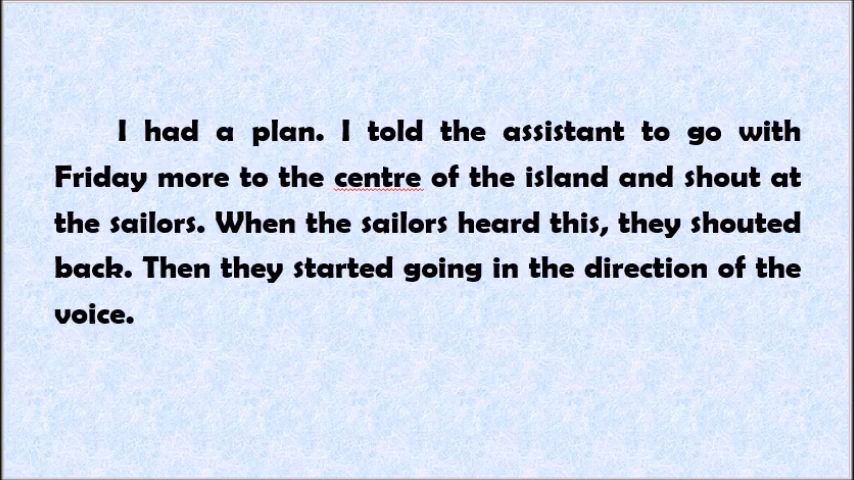 I had a plan. I told the assistant to go with
Friday more to the centre of the island and shout at
the sailors. When the sailors heard this, they shouted
back. Then they started going in the direction of the
voice.